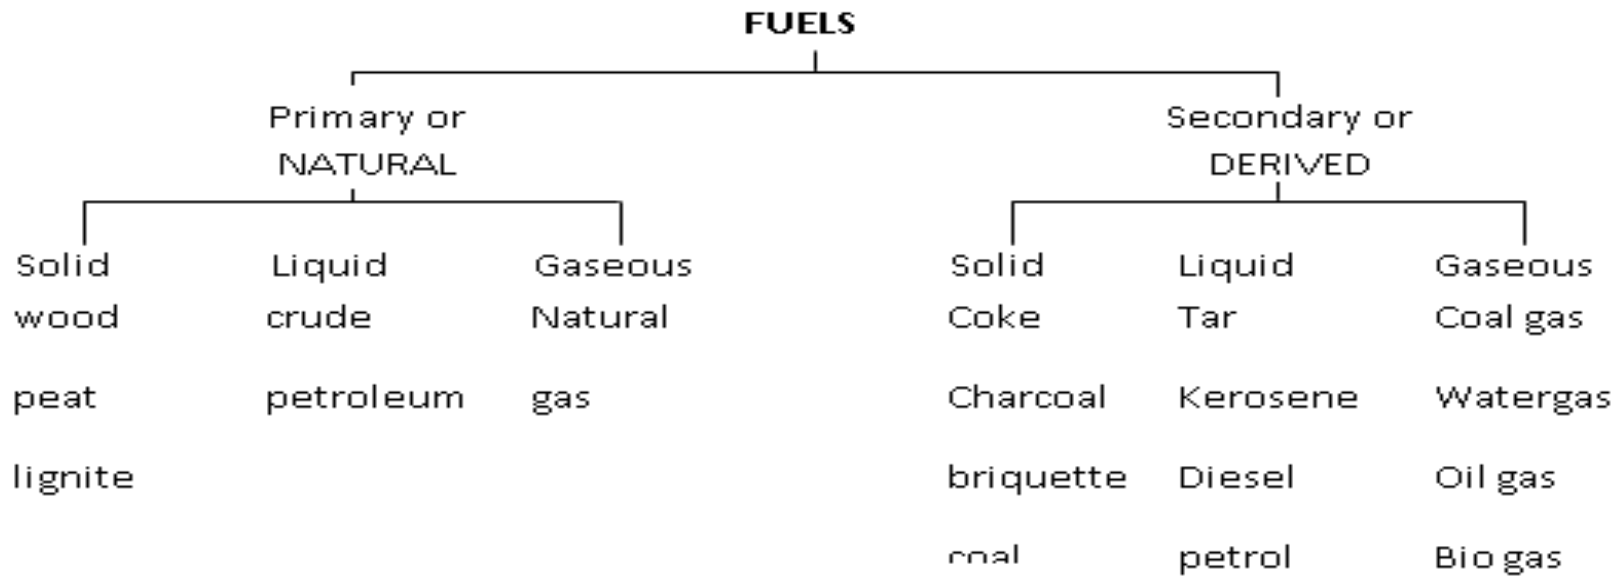 FUELS
Primary or Secondary or
NATURAL DERIVED
Solid Liquid Gaseous Solid Liquid Gaseous
wood crude Natural Coke Tar Coal gas
peat petroleum gas Charcoal Kerosene Watergas
lignite briquette Diesel Oil gas
coal petrol Bio gas